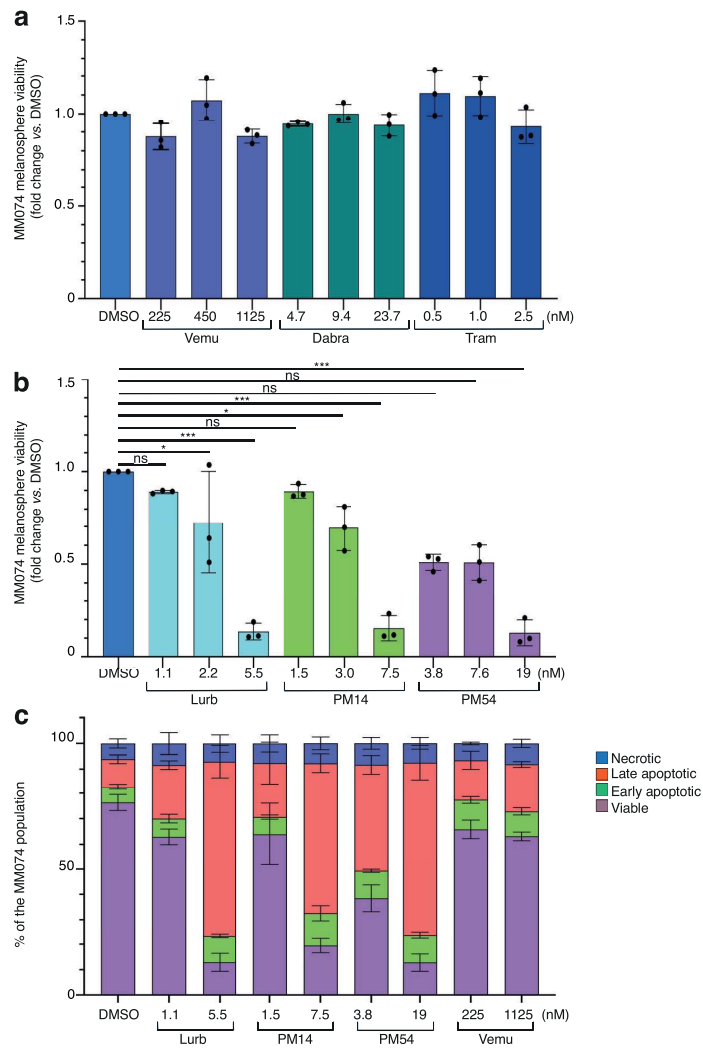 a
1.5
1.0
0.5
0
MM074 melanosphere viability
(fold change vs. DMSO)
DMSO 225 450 1125 4.7 9.4 23.7 0.5 1.0 2.5 (nM)
Vemu Dabra Tram
b
1.5
1.0
0.5
0
MM074 melanosphere viability
(fold change vs. DMSO)
***
ns
ns
***
*
ns
***
*
ns
DMSO 1.1 2.2 5.5 1.5 3.0 7.5 3.8 7.6 19 (nM)
Lurb PM14 PM54
c
100
50
0
% of the MM074 population
Necrotic
Late apoptotic
Early apoptotic
Viable
DMSO 1.1 5.5 1.5 7.5 3.8 19 225 1125 (nM)
Lurb PM14 PM54 Vemu